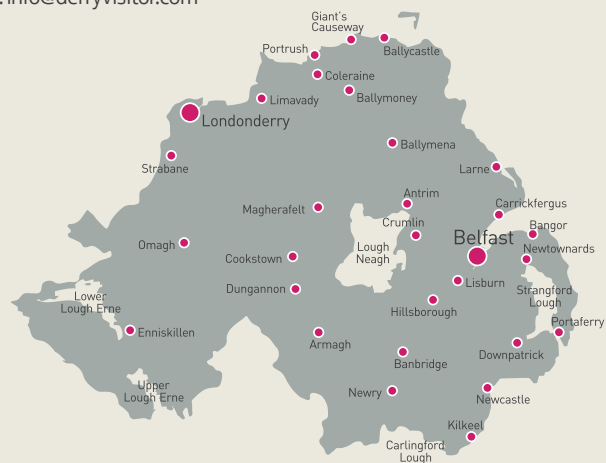 : info@derryvisitor.com
Giant's
Causeway
Portrush
Ballycastle
Coleraine
Limavady
Ballymoney
Londonderry
Ballymena
Strabane
Larne
Antrim
Carrickfergus
Magherafelt
Crumlin
Bangor
Belfast
Omagh
Lough
Neagh
Newtownards
Cookstown
Lisburn
Dungannon
Strangford
Lough
Lower
Lough Erne
Hillsborough
Portaferry
Enniskillen
Armagh
Downpatrick
Banbridge
Upper
Lough Erne
Newry
Newcastle
Kilkeel
Carlingford
Lough